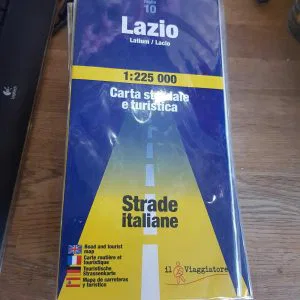 10
Lazio
Latium / Lacio
1:225 000
Carta stradale
e turistica
Strade
italiane
Road and tourist
map
Carte routière et
touristique
Touristische
Strassenkarte
Mapa de carreteras
y turístico
il Viaggiatore